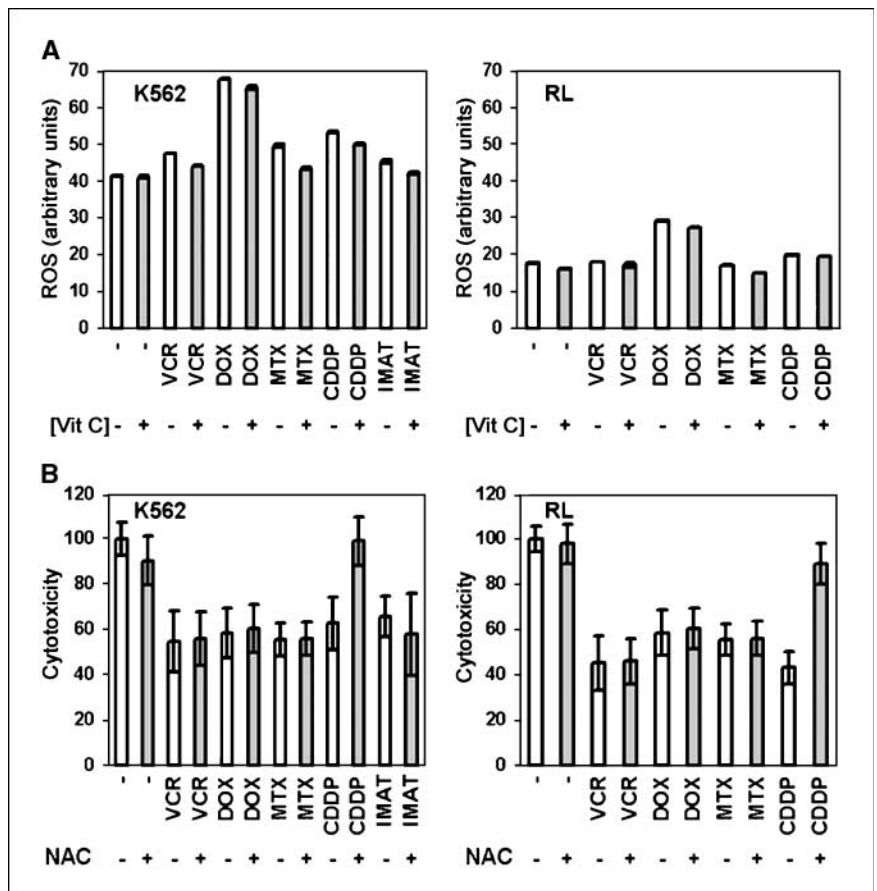 A
K562
RL
ROS (arbitrary units)
70
60
50
40
30
20
10
0
- - VCR VCR DOX DOX MTX MTX CDDP CDDP IMAT IMAT
[Vit C] - + - + - + - + - + - +
ROS (arbitrary units)
70
60
50
40
30
20
10
0
- - VCR VCR DOX DOX MTX MTX CDDP CDDP
[Vit C] - + - + - + - + - +
B
K562
RL
Cytotoxicity
120
100
80
60
40
20
0
- - VCR VCR DOX DOX MTX MTX CDDP CDDP IMAT IMAT
NAC - + - + - + - + - + - +
Cytotoxicity
120
100
80
60
40
20
0
- - VCR VCR DOX DOX MTX MTX CDDP CDDP
NAC - + - + - + - + - +